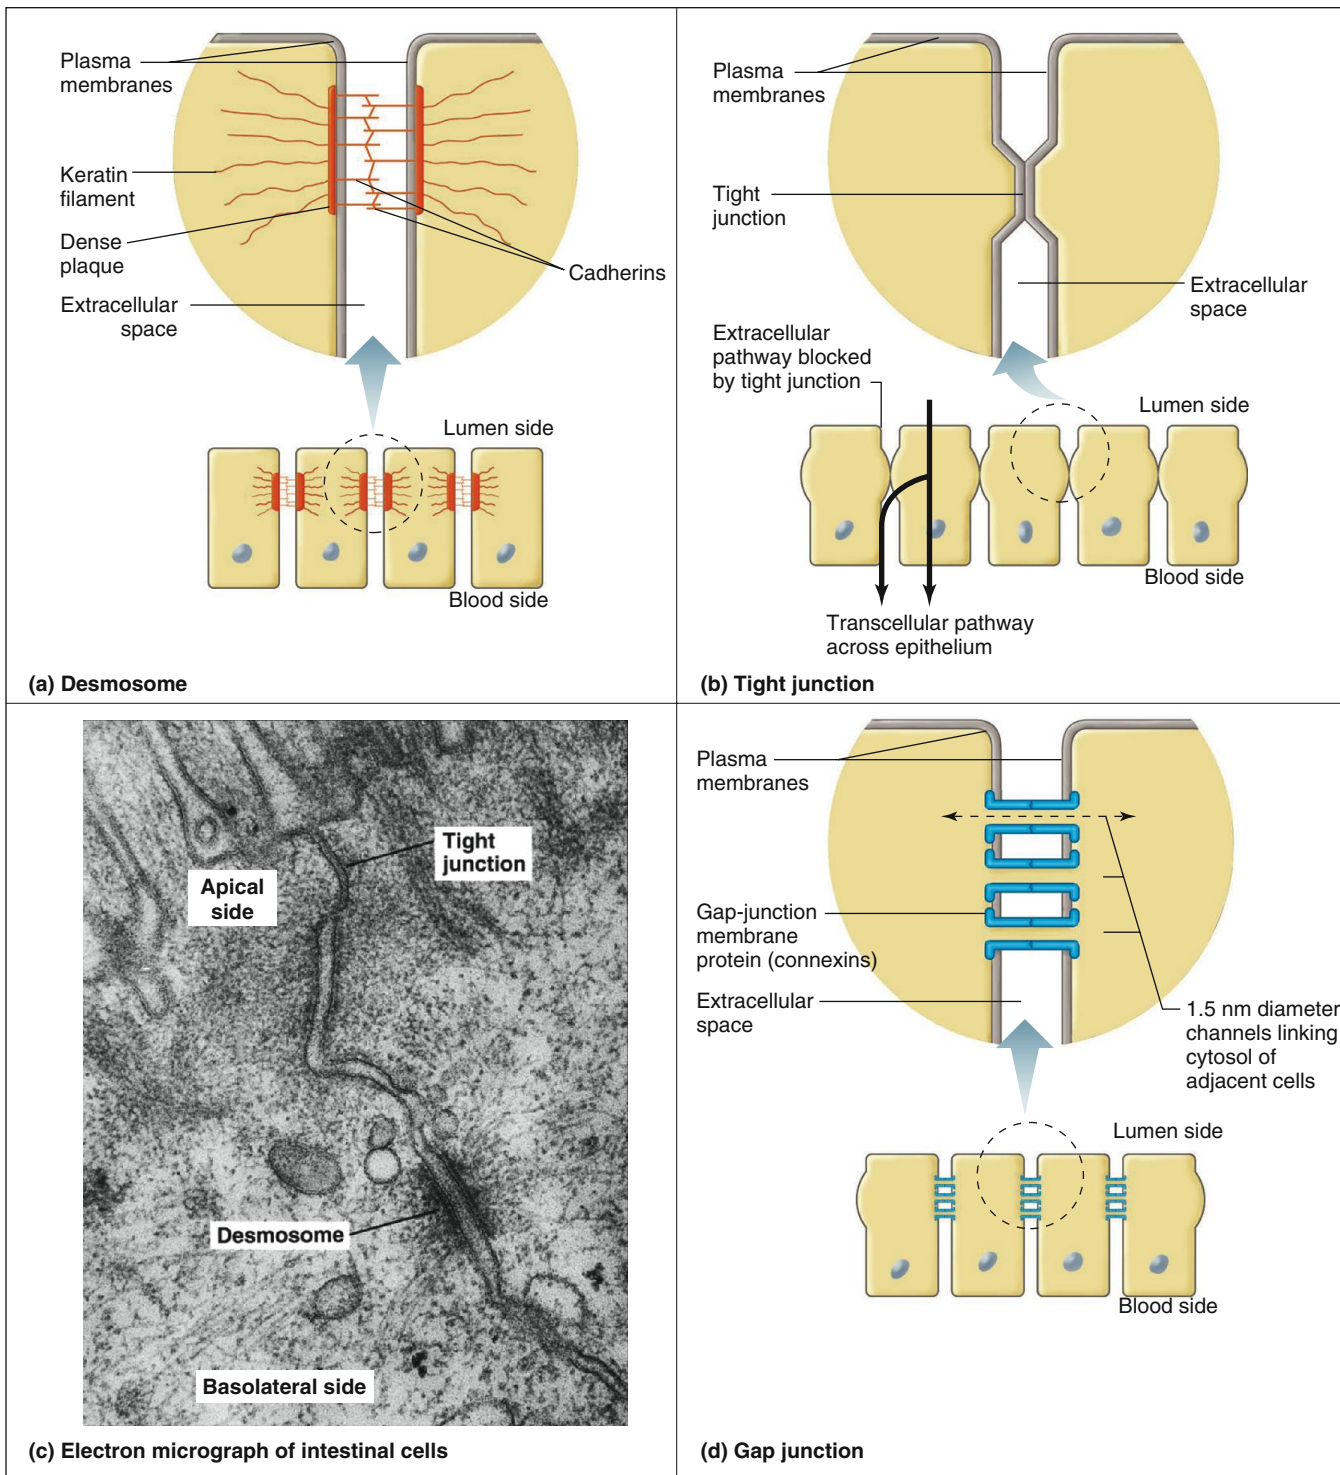 Plasma
membranes
Keratin
filament
Dense
plaque
Extracellular
space
Cadherins
Lumen side
Blood side
(a) Desmosome
Plasma
membranes
Tight
junction
Extracellular
space
Extracellular
pathway blocked
by tight junction
Lumen side
Blood side
Transcellular pathway
across epithelium
(b) Tight junction
Tight
junction
Apical
side
Desmosome
Basolateral side
(c) Electron micrograph of intestinal cells
Plasma
membranes
Gap-junction
membrane
protein (connexins)
Extracellular
space
1.5 nm diameter
channels linking
cytosol of
adjacent cells
Lumen side
Blood side
(d) Gap junction